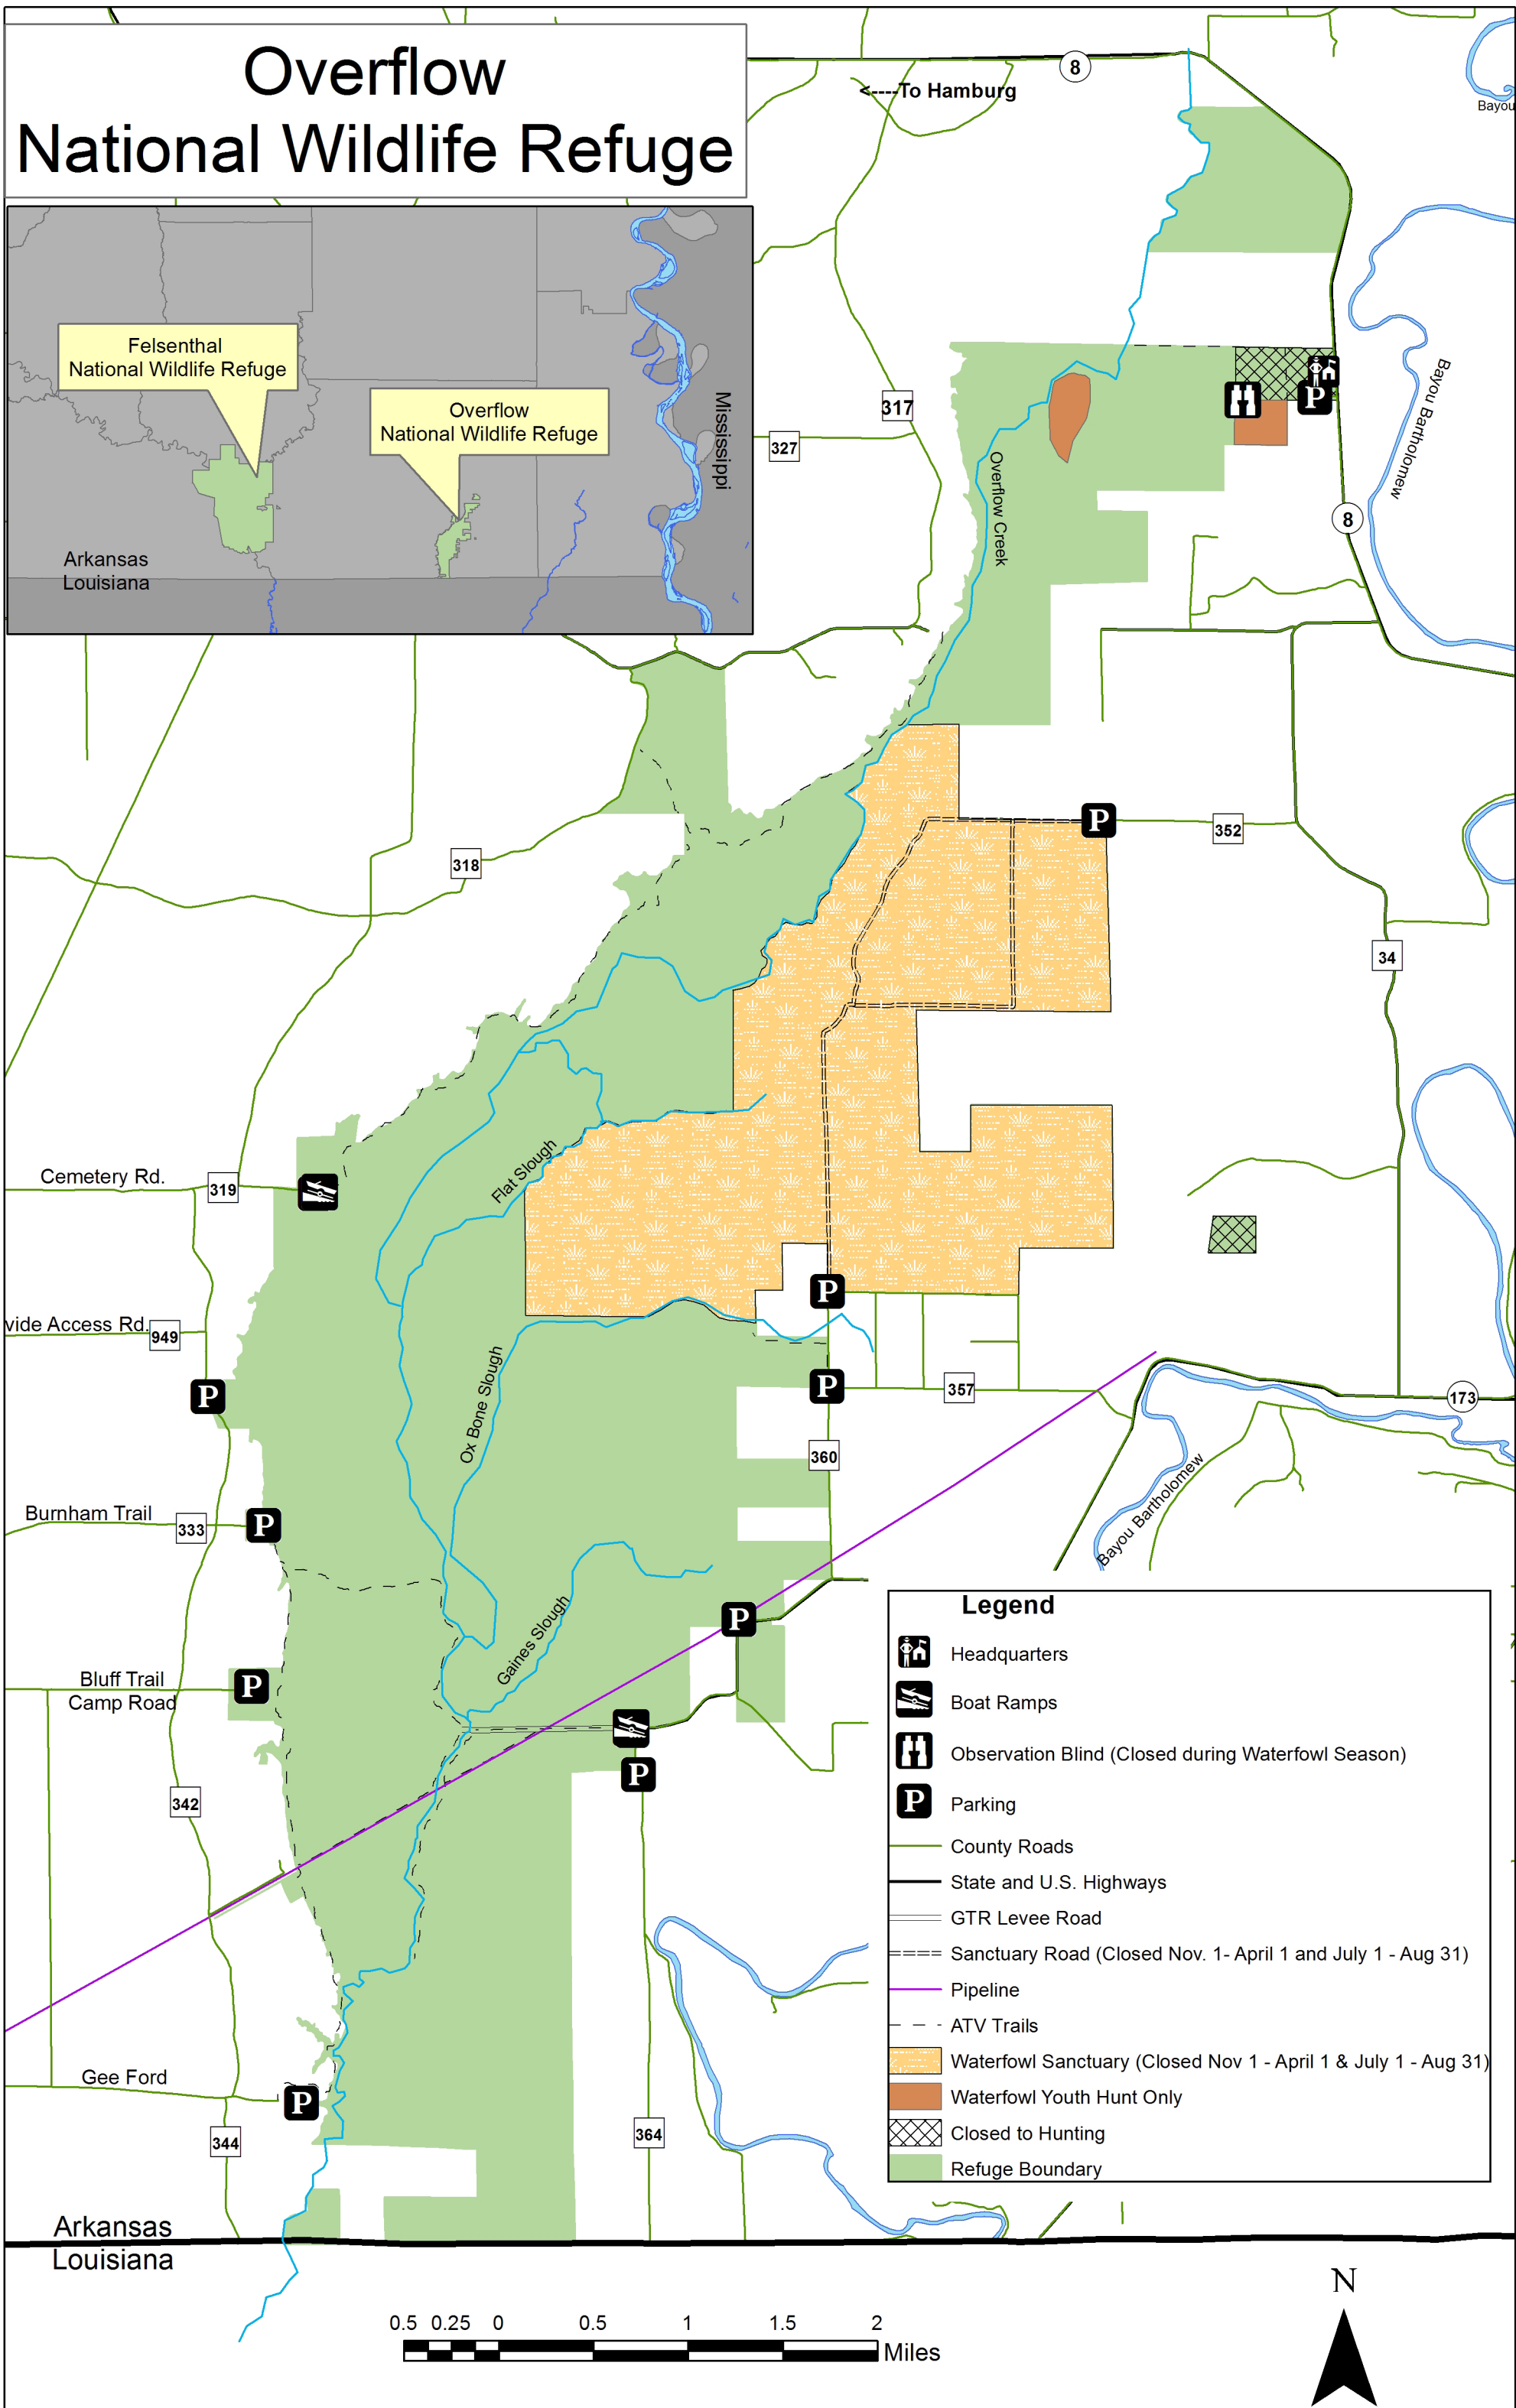 Overflow
National Wildlife Refuge
8
<----To Hamburg
Bayou
Felsenthal
National Wildlife Refuge
Overflow
National Wildlife Refuge
Mississippi
Arkansas
Louisiana
317
327
Bayou Bartholomew
P
8
Overflow Creek
P
352
318
34
Cemetery Rd.
319
Flat Slough
P
vide Access Rd.
949
P
P
357
173
Ox Bone Slough
360
Bayou Bartholomew
Burnham Trail
333
P
P
Gaines Slough
Bluff Trail
Camp Road
P
P
342
Gee Ford
P
344
364
Legend
Headquarters
Boat Ramps
Observation Blind (Closed during Waterfowl Season)
P
Parking
County Roads
State and U.S. Highways
GTR Levee Road
Sanctuary Road (Closed Nov. 1- April 1 and July 1 - Aug 31)
Pipeline
ATV Trails
Waterfowl Sanctuary (Closed Nov 1 - April 1 & July 1 - Aug 31)
Waterfowl Youth Hunt Only
Closed to Hunting
Refuge Boundary
Arkansas
Louisiana
N
0.5 0.25 0 0.5 1 1.5 2
Miles